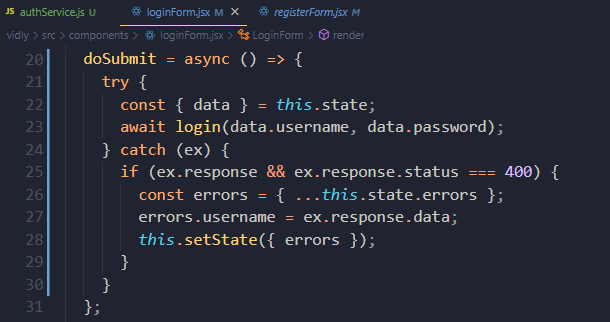 JS authService.js U loginForm.jsx M × registerForm.jsx M
vidly > src > components > loginForm.jsx > LoginForm > render
20 doSubmit = async () => {
21 try {
22 const { data } = this.state;
23 await login(data.username, data.password);
24 } catch (ex) {
25 if (ex.response && ex.response.status === 400) {
26 const errors = { ...this.state.errors };
27 errors.username = ex.response.data;
28 this.setState({ errors });
29 }
30 }
31 };